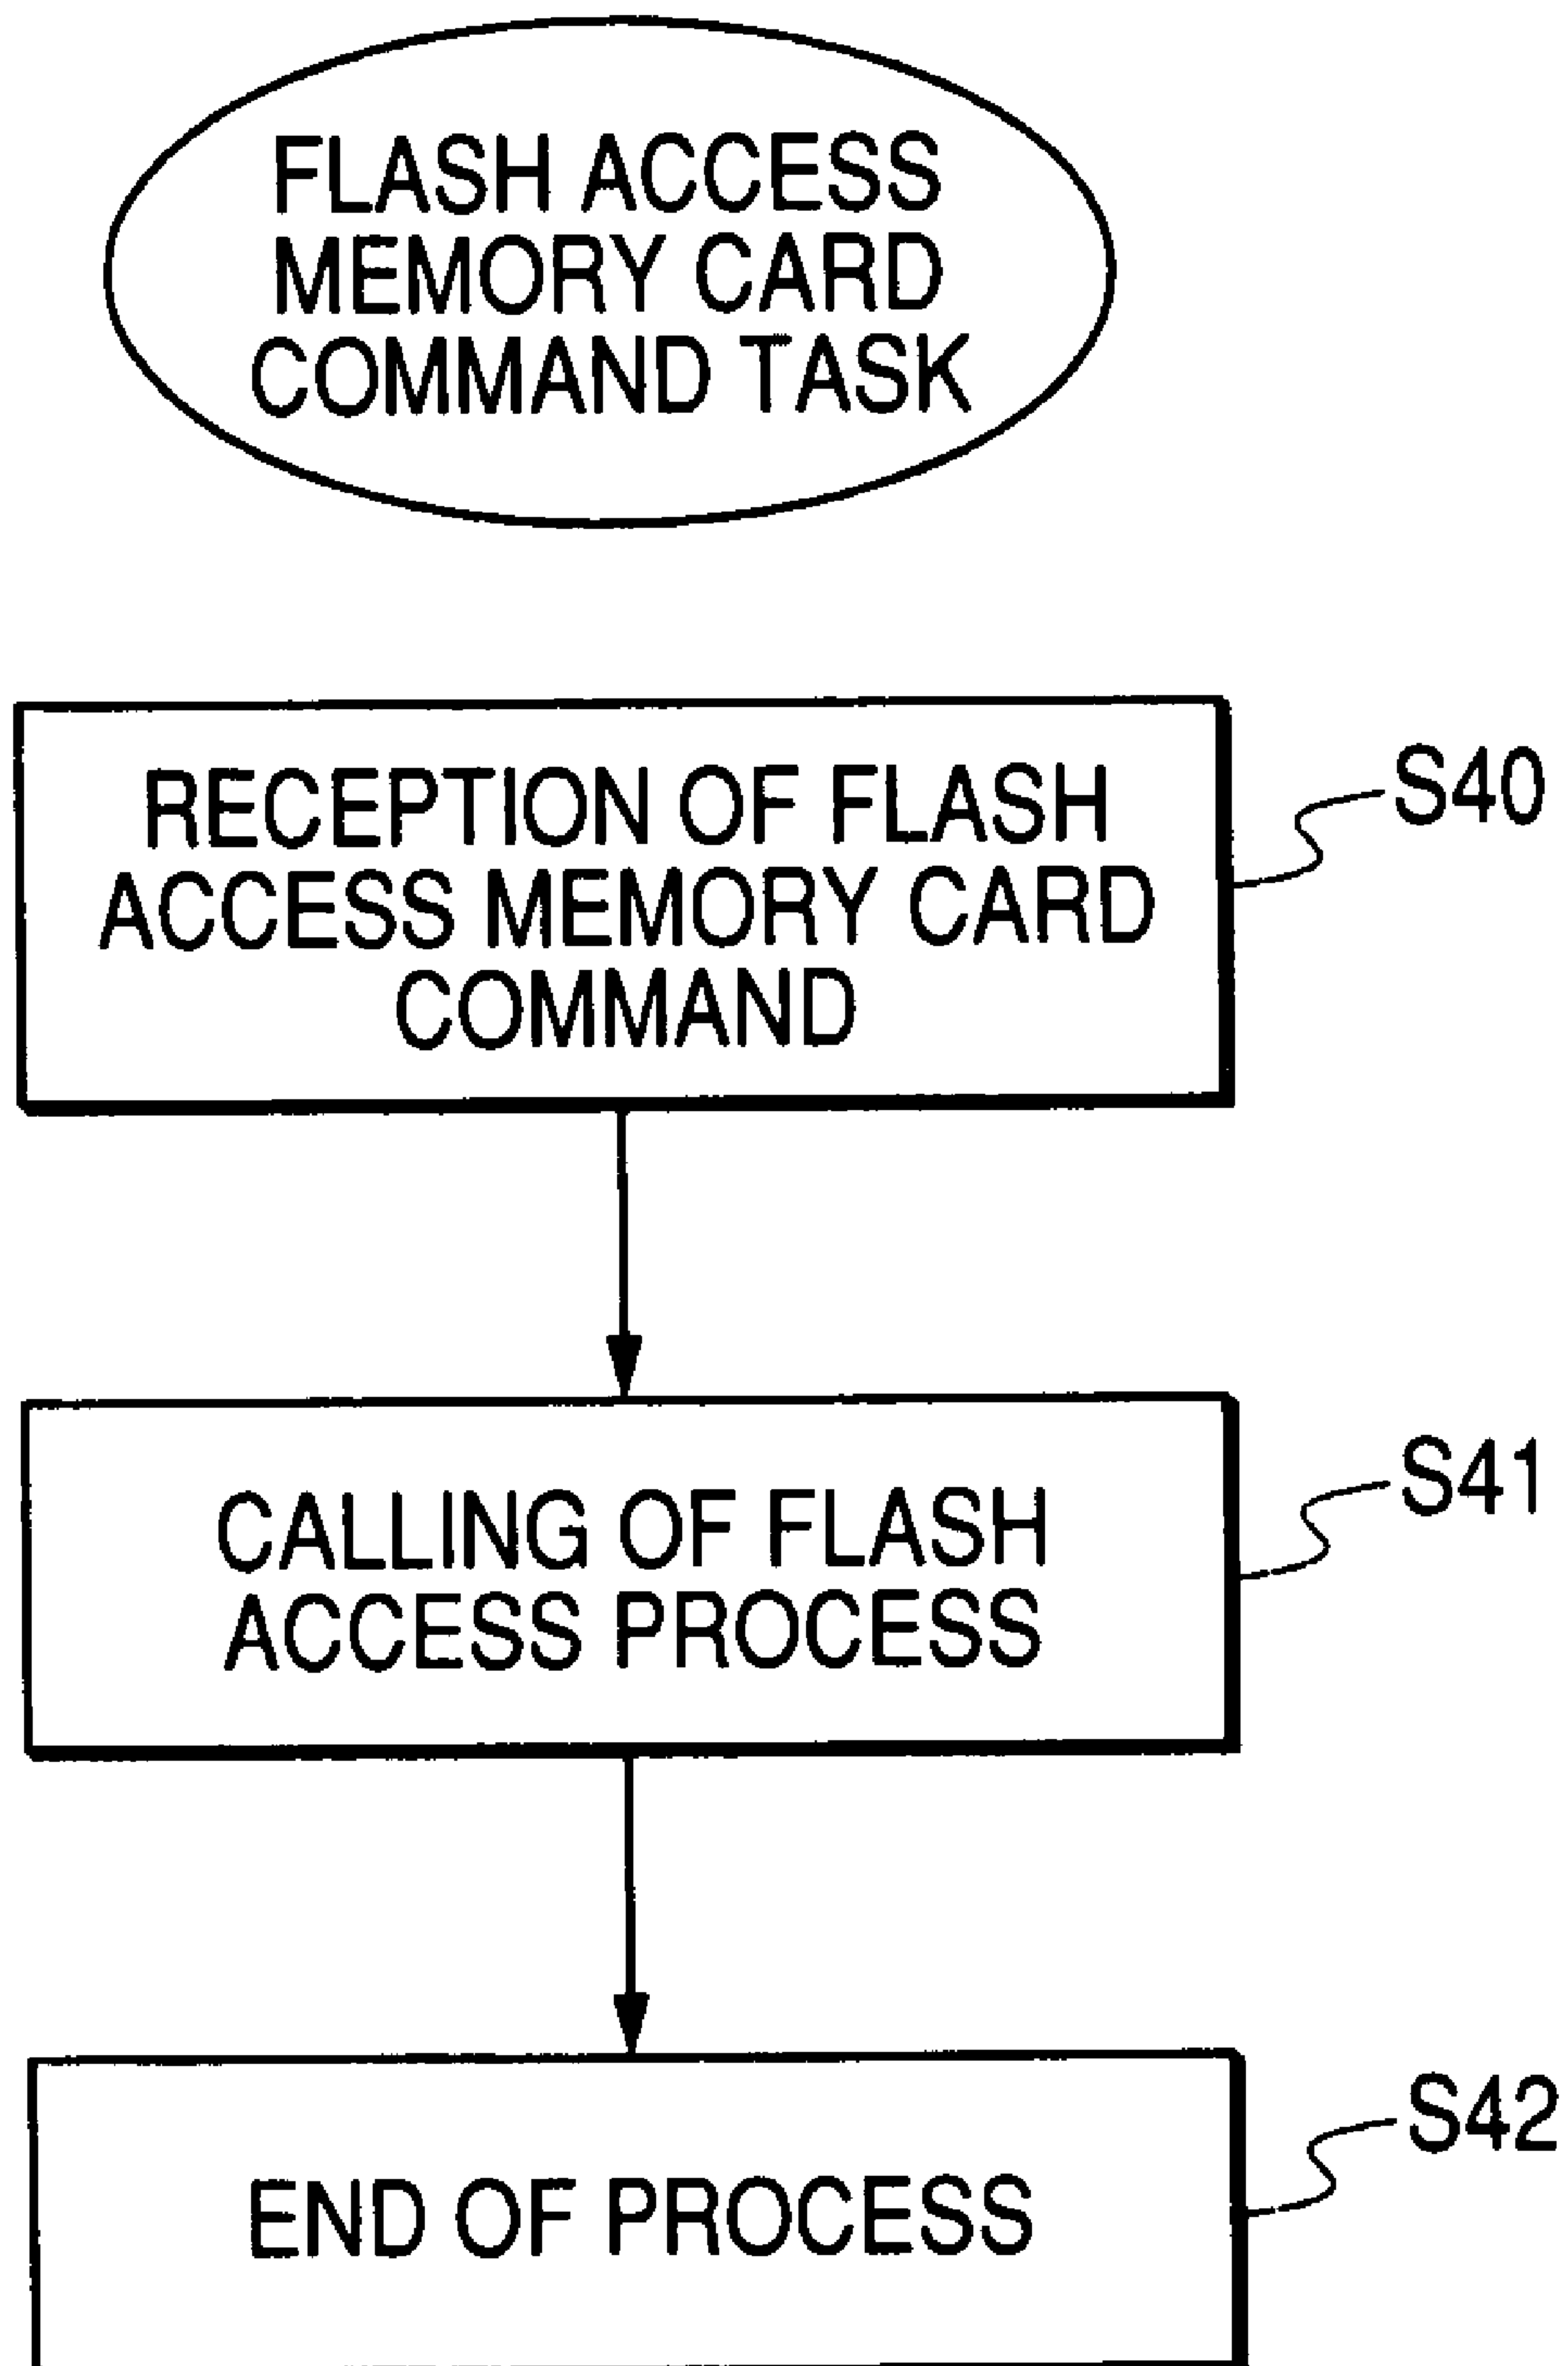 FLASH ACCESS
MEMORY CARD
COMMAND TASK
RECEPTION OF FLASH
ACCESS MEMORY CARD
COMMAND
S40
CALLING OF FLASH
ACCESS PROCESS
S41
END OF PROCESS
S42